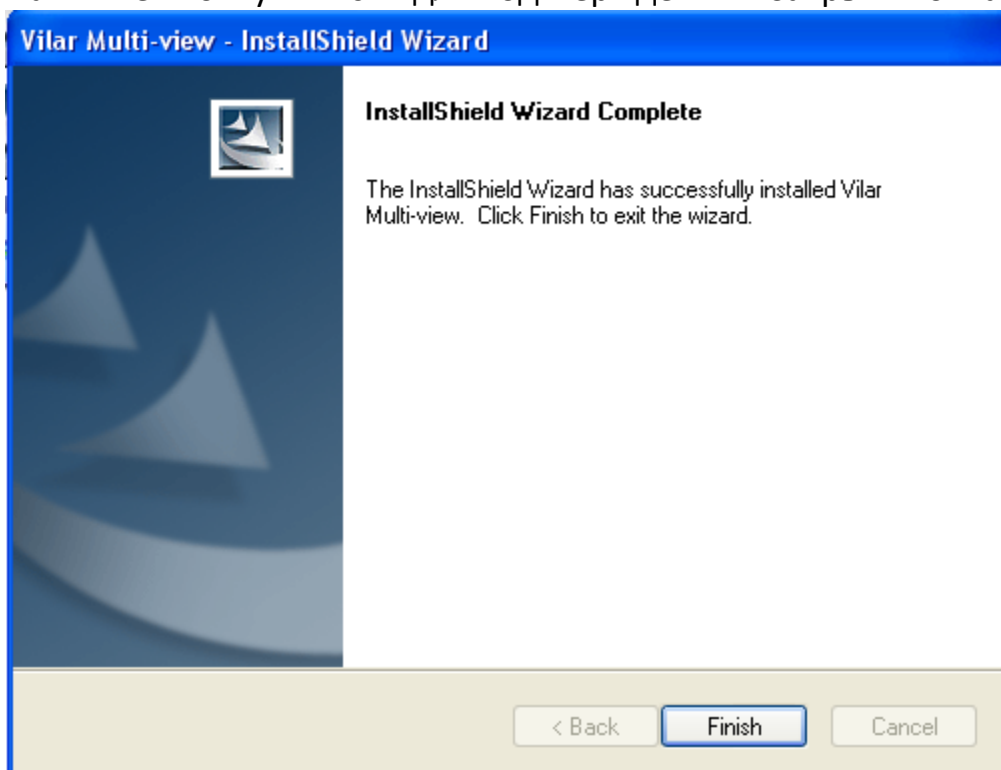 Vilar Multi-view - InstallShield Wizard
InstallShield Wizard Complete
The InstallShield Wizard has successfully installed Vilar
Multi-view. Click Finish to exit the wizard.
< Back Finish Cancel